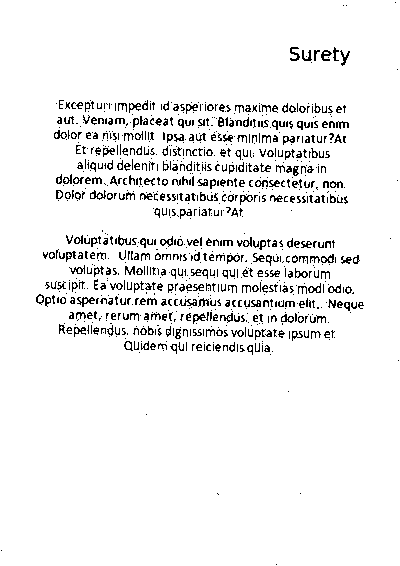 Surety
Excepturi impedit id asperiores maxime doloribus et
aut. Veniam, placeat qui sit. Blanditiis quis quis enim
dolor ea nisi mollit. Ipsa aut esse minima pariatur?At
Et repellendus. distinctio. et qui. Voluptatibus
aliquid deleniti blanditiis cupiditate magna in
dolorem. Architecto nihil sapiente consectetur. non.
Dolor dolorum necessitatibus corporis necessitatibus
quis pariatur?At
Voluptatibus qui odio vel enim voluptas deserunt
voluptatem. Ullam omnis id tempor. Sequi commodi sed
voluptas. Mollitia qui sequi qui et esse laborum
suscipit. Ea voluptate praesentium molestias modi odio.
Optio aspernatur rem accusamus accusantium elit,. Neque
amet, rerum amet, repellendus. et in dolorum.
Repellendus. nobis dignissimos voluptate ipsum et
Quidem qui reiciendis quia.